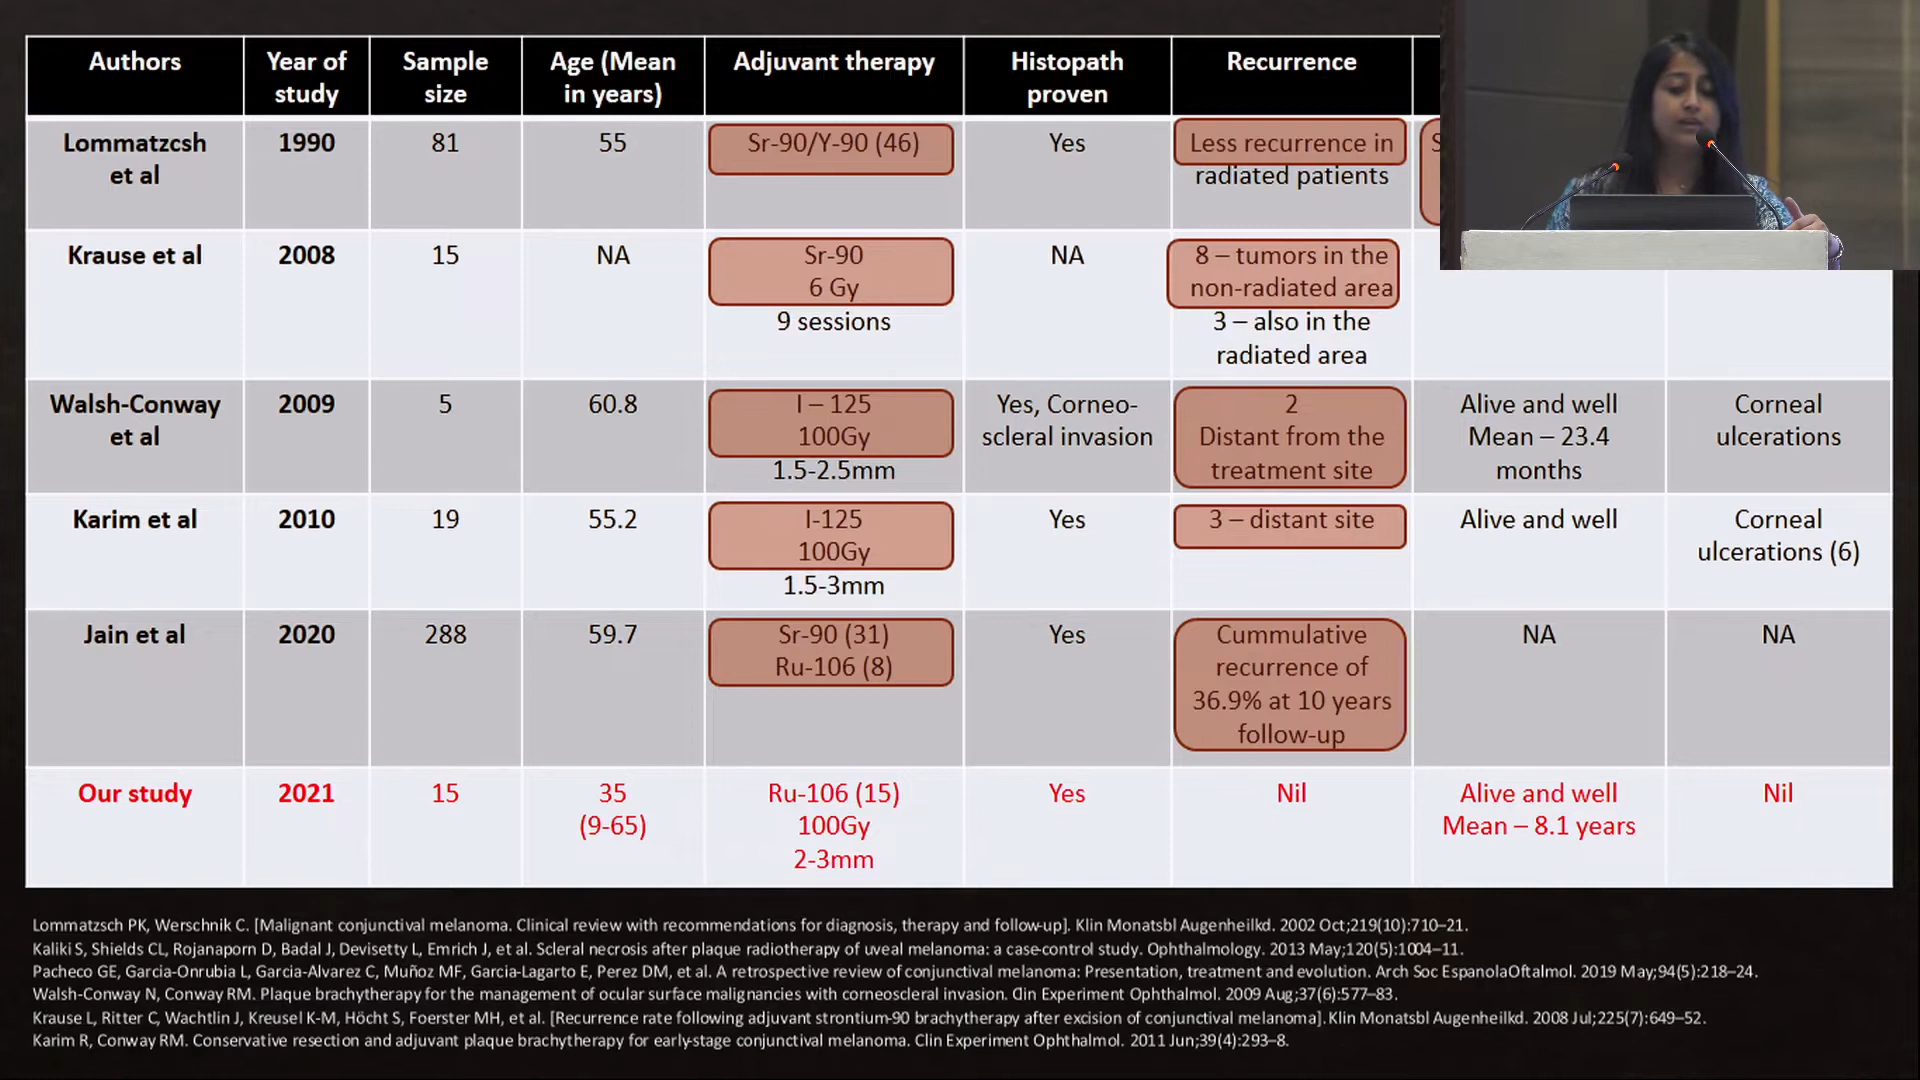 Authors
Year of
study
Sample
size
Age (Mean
in years)
Adjuvant therapy
Histopath
proven
Recurrence
Lommatzcsh
et al
1990
81
55
Sr-90/Y-90 (46)
Yes
Less recurrence in
radiated patients
Krause et al
2008
15
NA
Sr-90
6 Gy
9 sessions
NA
8 – tumors in the
non-radiated area
3 – also in the
radiated area
Walsh-Conway
et al
2009
5
60.8
I – 125
100Gy
1.5-2.5mm
Yes, Corneo-
scleral invasion
2
Distant from the
treatment site
Alive and well
Mean – 23.4
months
Corneal
ulcerations
Karim et al
2010
19
55.2
I-125
100Gy
1.5-3mm
Yes
3 – distant site
Alive and well
Corneal
ulcerations (6)
Jain et al
2020
288
59.7
Sr-90 (31)
Ru-106 (8)
Yes
Cummulative
recurrence of
36.9% at 10 years
follow-up
NA
NA
Our study
2021
15
35
(9-65)
Ru-106 (15)
100Gy
2-3mm
Yes
Nil
Alive and well
Mean – 8.1 years
Nil
Lommatzsch PK, Werschnik C. [Malignant conjunctival melanoma. Clinical review with recommendations for diagnosis, therapy and follow-up]. Klin Monatsbl Augenheilkd. 2002 Oct;219(10):710–21.
Kaliki S, Shields CL, Rojanaporn D, Badal J, Devisetty L, Emrich J, et al. Scleral necrosis after plaque radiotherapy of uveal melanoma: a case-control study. Ophthalmology. 2013 May;120(5):1004–11.
Pacheco GE, Garcia-Onrubia L, Garcia-Alvarez C, Muñoz MF, Garcia-Lagarto E, Perez DM, et al. A retrospective review of conjunctival melanoma: Presentation, treatment and evolution. Arch Soc EspanolaOftalmol. 2019 May;94(5):218–24.
Walsh-Conway N, Conway RM. Plaque brachytherapy for the management of ocular surface malignancies with corneoscleral invasion. Clin Experiment Ophthalmol. 2009 Aug;37(6):577–83.
Krause L, Ritter C, Wachtlin J, Kreusel K-M, Höcht S, Foerster MH, et al. [Recurrence rate following adjuvant strontium-90 brachytherapy after excision of conjunctival melanoma]. Klin Monatsbl Augenheilkd. 2008 Jul;225(7):649–52.
Karim R, Conway RM. Conservative resection and adjuvant plaque brachytherapy for early-stage conjunctival melanoma. Clin Experiment Ophthalmol. 2011 Jun;39(4):293–8.